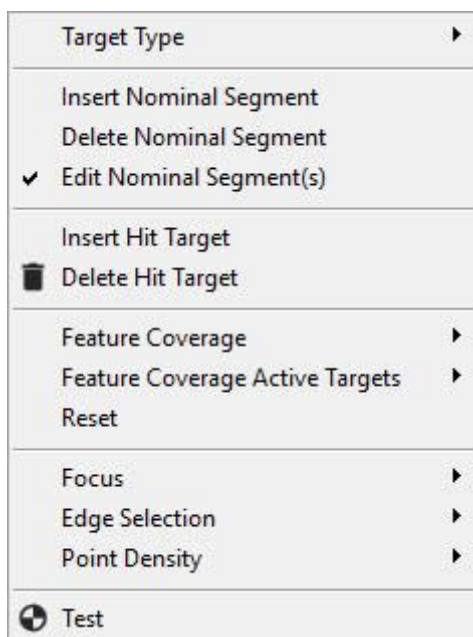 Target Type
Insert Nominal Segment
Delete Nominal Segment
Edit Nominal Segment(s)
Insert Hit Target
Delete Hit Target
Feature Coverage
Feature Coverage Active Targets
Reset
Focus
Edge Selection
Point Density
Test